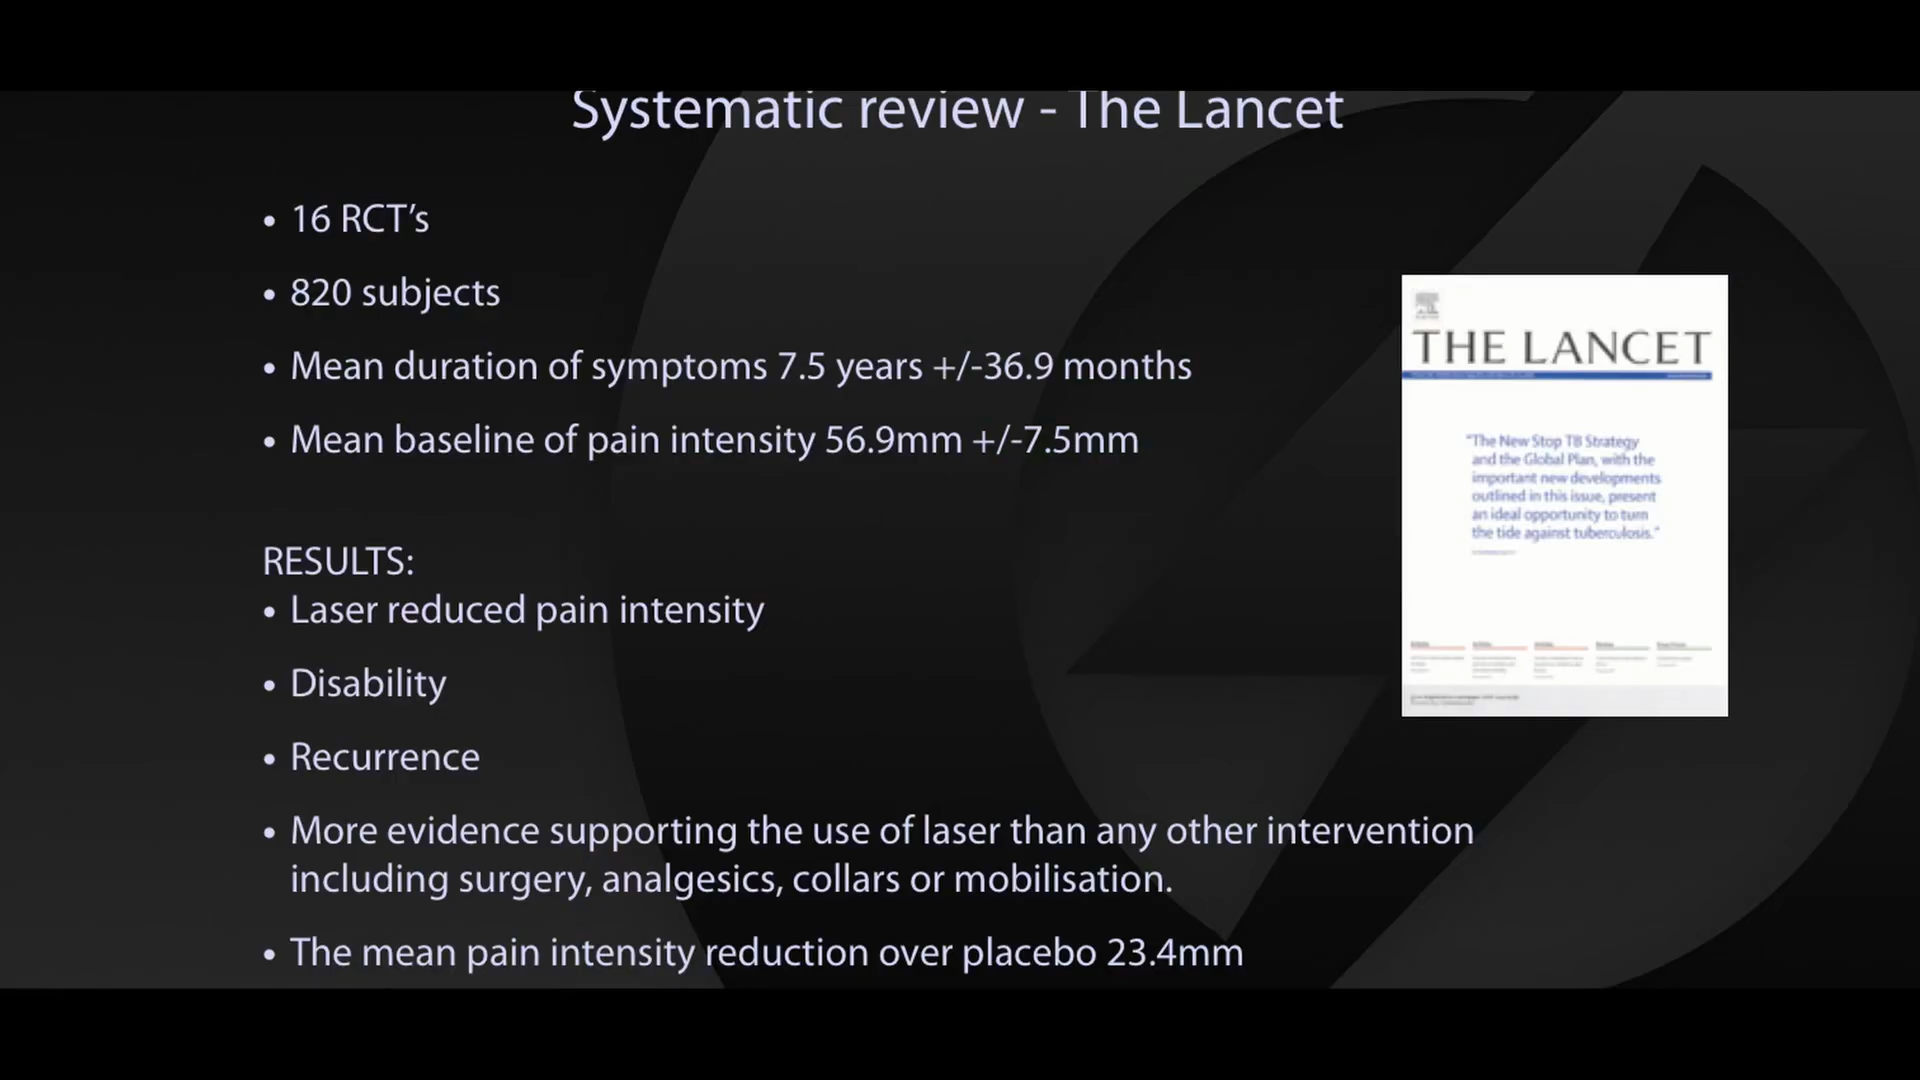 Systematic review - The Lancet
• 16 RCT’s
• 820 subjects
• Mean duration of symptoms 7.5 years +/-36.9 months
• Mean baseline of pain intensity 56.9mm +/-7.5mm
RESULTS:
• Laser reduced pain intensity
• Disability
• Recurrence
• More evidence supporting the use of laser than any other intervention
including surgery, analgesics, collars or mobilisation.
• The mean pain intensity reduction over placebo 23.4mm
THE LANCET
"The New Stop TB Strategy
and the Global Plan, with the
important new developments
outlined in this issue, present
an ideal opportunity to turn
the tide against tuberculosis."